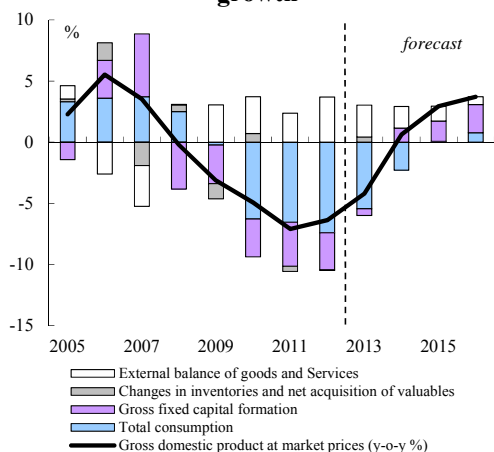 growth
10
%
forecast
5
0
-5
-10
-15
2005 2007 2009 2011 2013 2015
External balance of goods and Services
Changes in inventories and net acquisition of valuables
Gross fixed capital formation
Total consumption
Gross domestic product at market prices (y-o-y %)